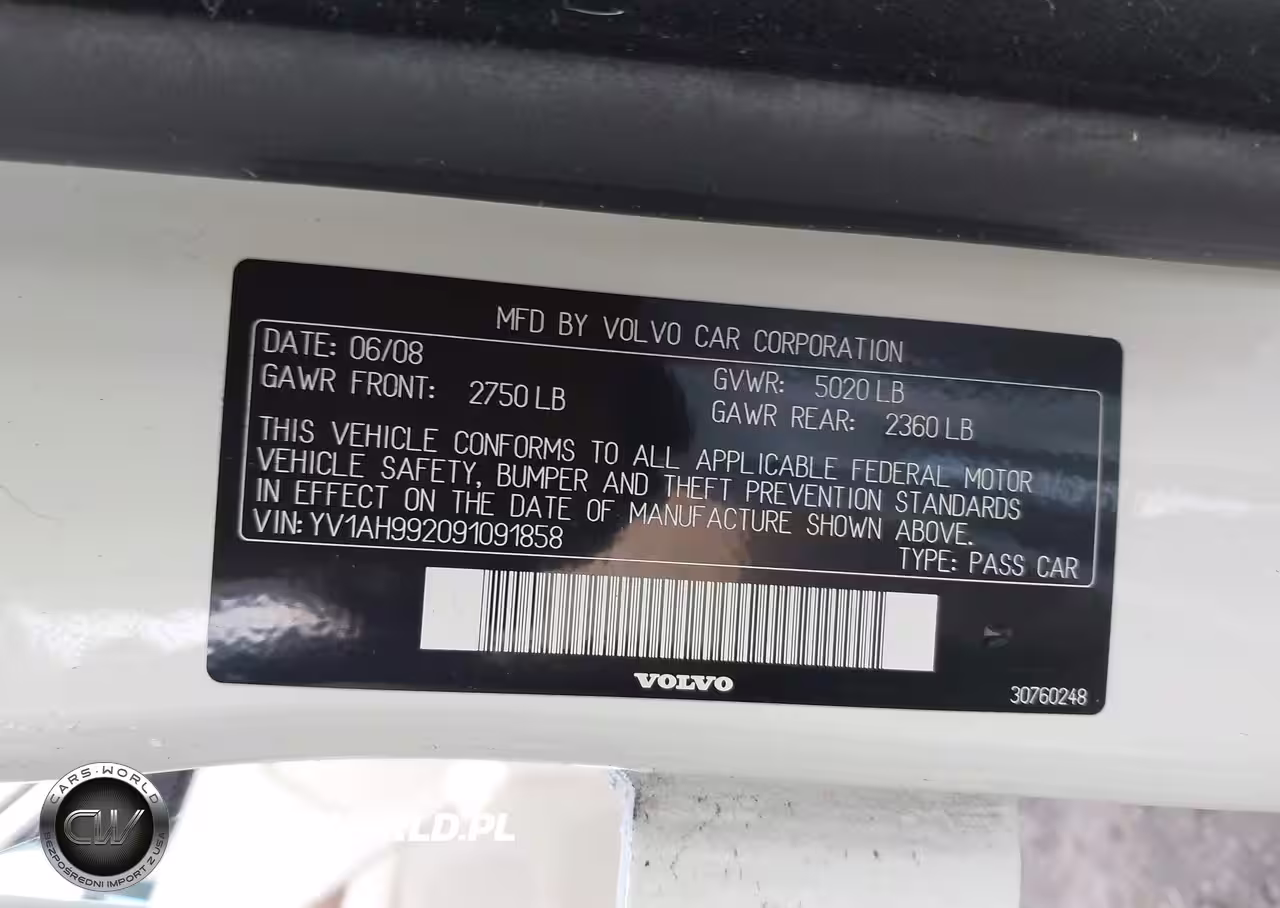 MFD BY VOLVO CAR CORPORATION
DATE: 06/08
GVWR: 5020 LB
GAWR FRONT: 2750 LB
GAWR REAR: 2360 LB
THIS VEHICLE CONFORMS TO ALL APPLICABLE FEDERAL MOTOR
VEHICLE SAFETY, BUMPER AND THEFT PREVENTION STANDARDS
IN EFFECT ON THE DATE OF MANUFACTURE SHOWN ABOVE.
VIN: YV1AH992091091858
TYPE: PASS CAR
VOLVO
30760248
CARS·WORLD
CW
BEZPOŚREDNI IMPORT Z USA
RLD.PL